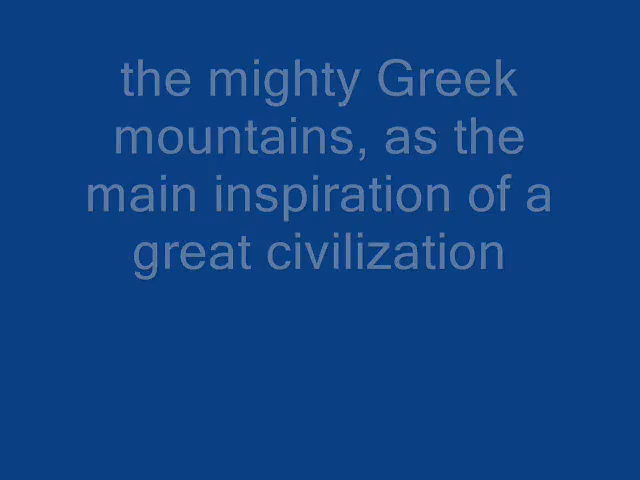 the mighty Greek
mountains, as the
main inspiration of a
great civilization